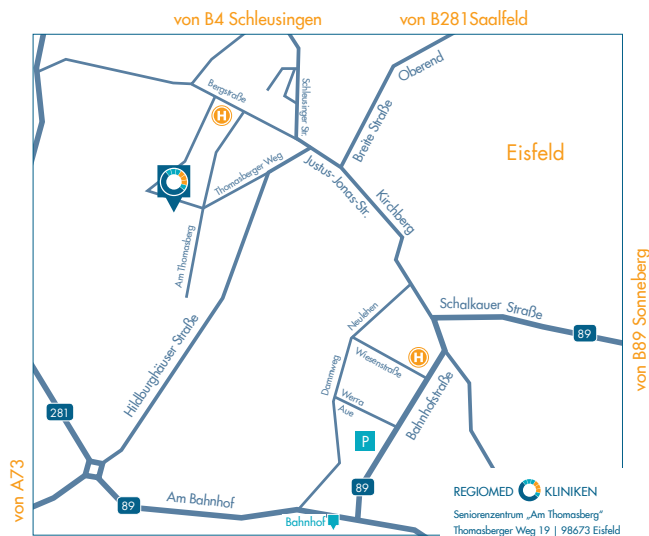 von B4 Schleusingen
von B281Saalfeld
Oberend
Bergstraße
Schleusinger Str.
H
Breite Straße
Eisfeld
Thomasberger Weg
Justus-Jonas-Str.
Kirchberg
Am Thomasberg
von B89 Sonneberg
Schalkauer Straße
Neulehen
89
Hildburghäuser Straße
H
Wiesenstraße
Dammweg
Bahnhofstraße
Werra
Aue
281
P
von A73
89
Am Bahnhof
89
Bahnhof
REGIOMED KLINIKEN
Seniorenzentrum „Am Thomasberg“
Thomasberger Weg 19 | 98673 Eisfeld